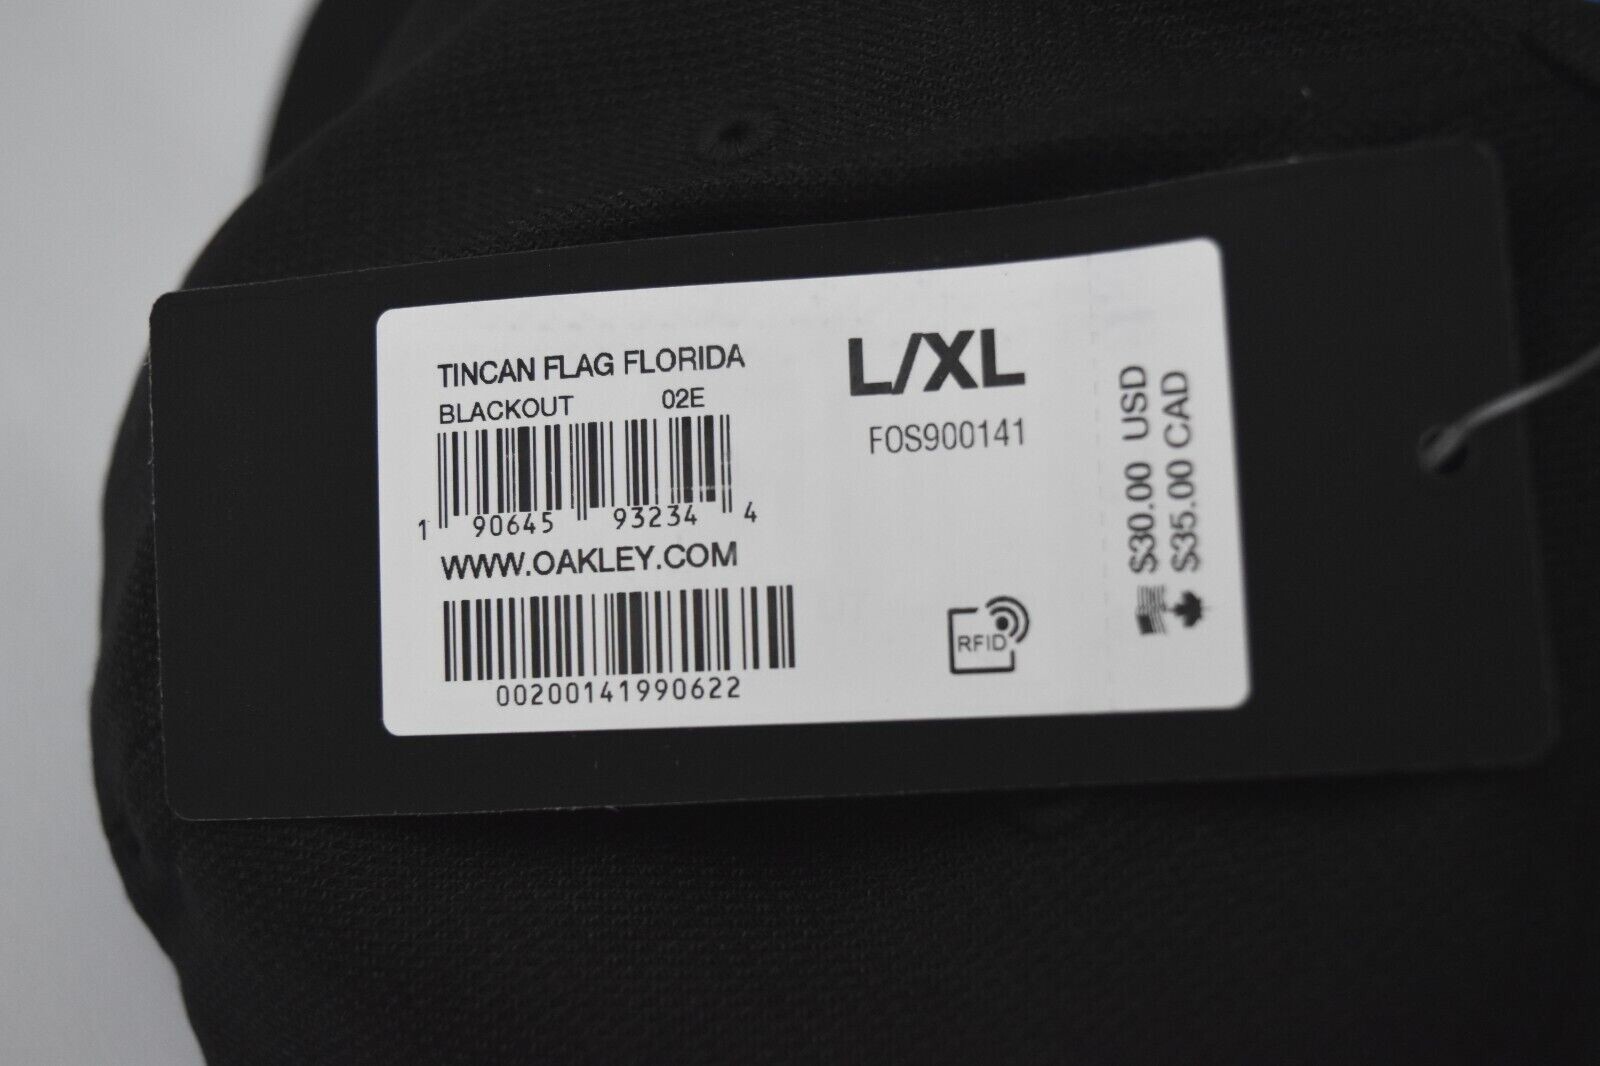 TINCAN FLAG FLORIDA
BLACKOUT 02E
1 90645 93234 4
WWW.OAKLEY.COM
00200141990622
L/XL
FOS900141
RFID
$30.00 USD
$35.00 CAD